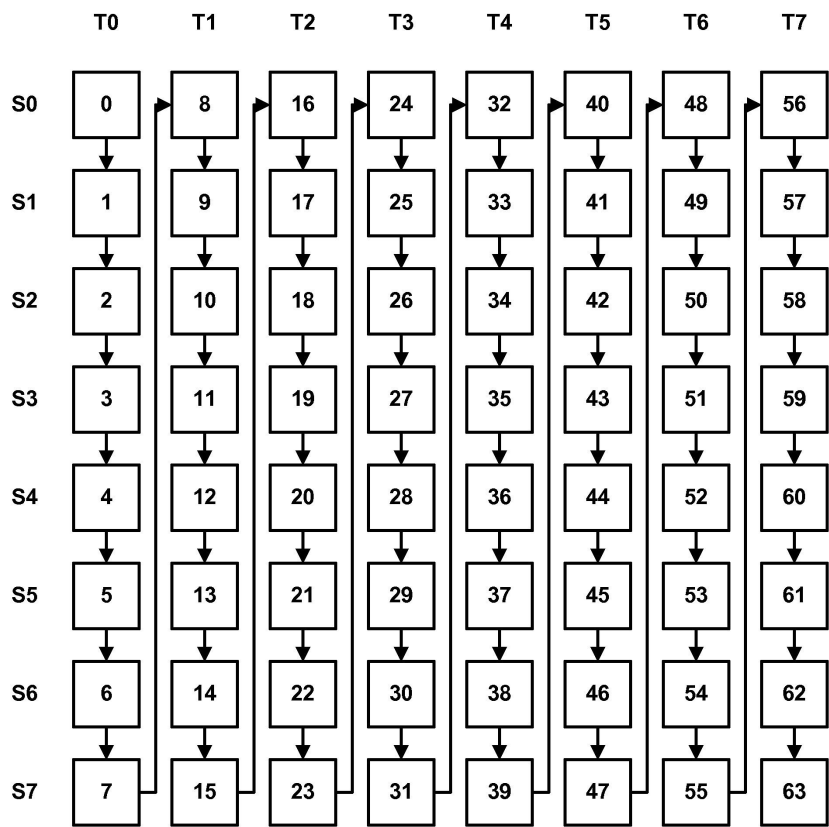 T0 T1 T2 T3 T4 T5 T6 T7
S0 0 8 16 24 32 40 48 56
S1 1 9 17 25 33 41 49 57
S2 2 10 18 26 34 42 50 58
S3 3 11 19 27 35 43 51 59
S4 4 12 20 28 36 44 52 60
S5 5 13 21 29 37 45 53 61
S6 6 14 22 30 38 46 54 62
S7 7 15 23 31 39 47 55 63